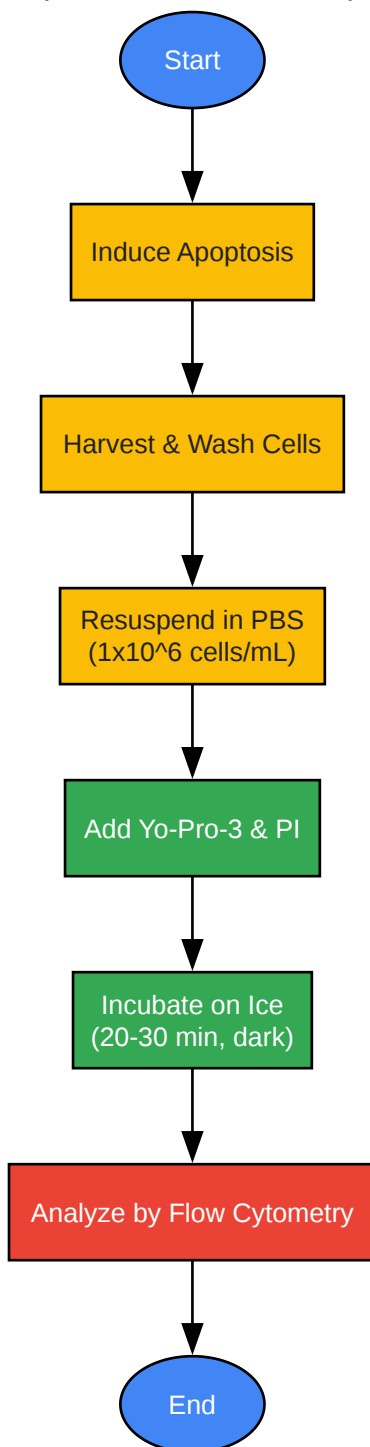 Start
Induce Apoptosis
Harvest & Wash Cells
Resuspend in PBS
(1x10^6 cells/mL)
Add Yo-Pro-3 & PI
Incubate on Ice
(20-30 min, dark)
Analyze by Flow Cytometry
End